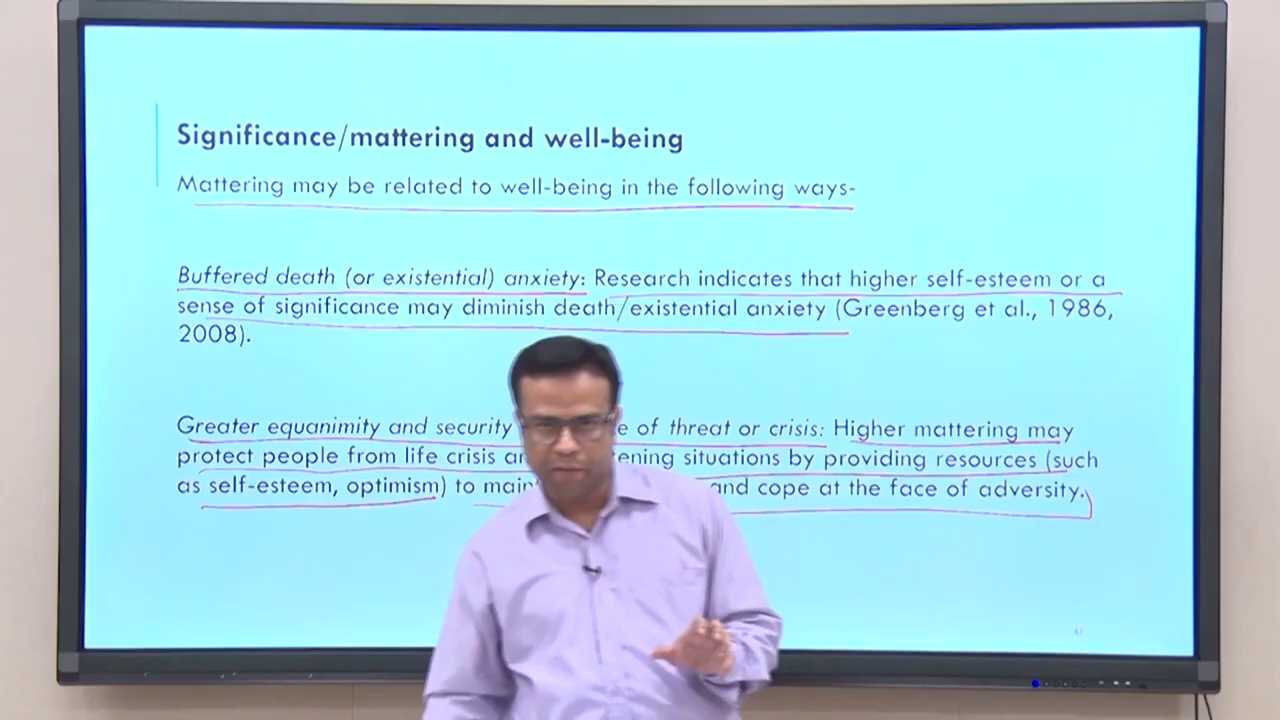 Significance/mattering and well-being
Mattering may be related to well-being in the following ways-
Buffered death (or existential) anxiety: Research indicates that higher self-esteem or a
sense of significance may diminish death/existential anxiety (Greenberg et al., 1986,
2008).
Greater equanimity and security of threat or crisis: Higher mattering may
protect people from life crisis situations by providing resources (such
as self-esteem, optimism) to and cope at the face of adversity.